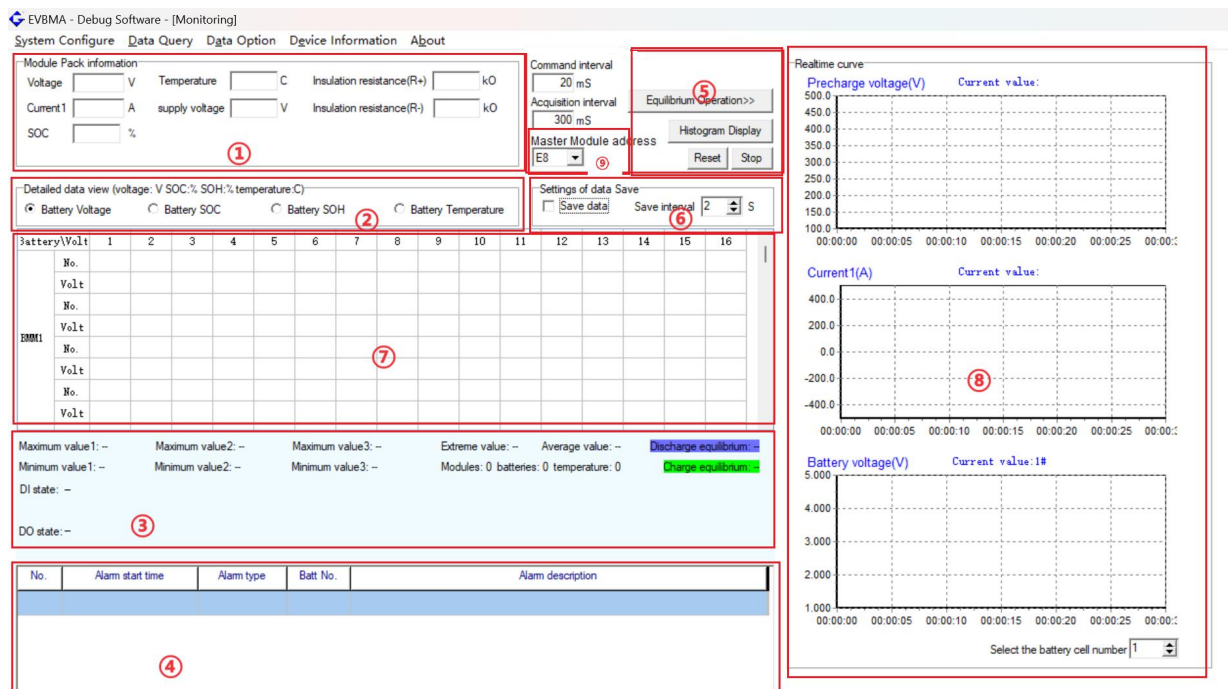 EVBMA - Debug Software - [Monitoring]
System Configure Data Query Data Option Device Information About
Module Pack information
Voltage V Temperature C Insulation resistance(R+) kO
Current1 A supply voltage V Insulation resistance(R-) kO
SOC %
①
Command interval
20 mS
Acquisition interval
300 mS
Master Module address
E8
⑨
⑤
Equilibrium Operation>>
Histogram Display
Reset Stop
Detailed data view (voltage: V SOC:% SOH:% temperature:C)
Battery Voltage Battery SOC Battery SOH Battery Temperature
②
Settings of data Save
Save data Save interval 2 S
⑥
Battery\Volt 1 2 3 4 5 6 7 8 9 10 11 12 13 14 15 16
BMM1
No.
Volt
No.
Volt
No.
Volt
No.
Volt
⑦
Maximum value1: -- Maximum value2: -- Maximum value3: -- Extreme value: -- Average value: -- Discharge equilibrium: --
Minimum value1: -- Minimum value2: -- Minimum value3: -- Modules: 0 batteries: 0 temperature: 0 Charge equilibrium: --
DI state: --
DO state: --
③
No. Alarm start time Alarm type Batt No. Alarm description
④
Realtime curve
Precharge voltage(V) Current value:
500.0
450.0
400.0
350.0
300.0
250.0
200.0
150.0
100.0
00:00:00 00:00:05 00:00:10 00:00:15 00:00:20 00:00:25 00:00:3
Current1(A) Current value:
400.0
200.0
0.0
-200.0
-400.0
⑧
00:00:00 00:00:05 00:00:10 00:00:15 00:00:20 00:00:25 00:00:3
Battery voltage(V) Current value:1#
5.000
4.000
3.000
2.000
1.000
00:00:00 00:00:05 00:00:10 00:00:15 00:00:20 00:00:25 00:00:3
Select the battery cell number 1